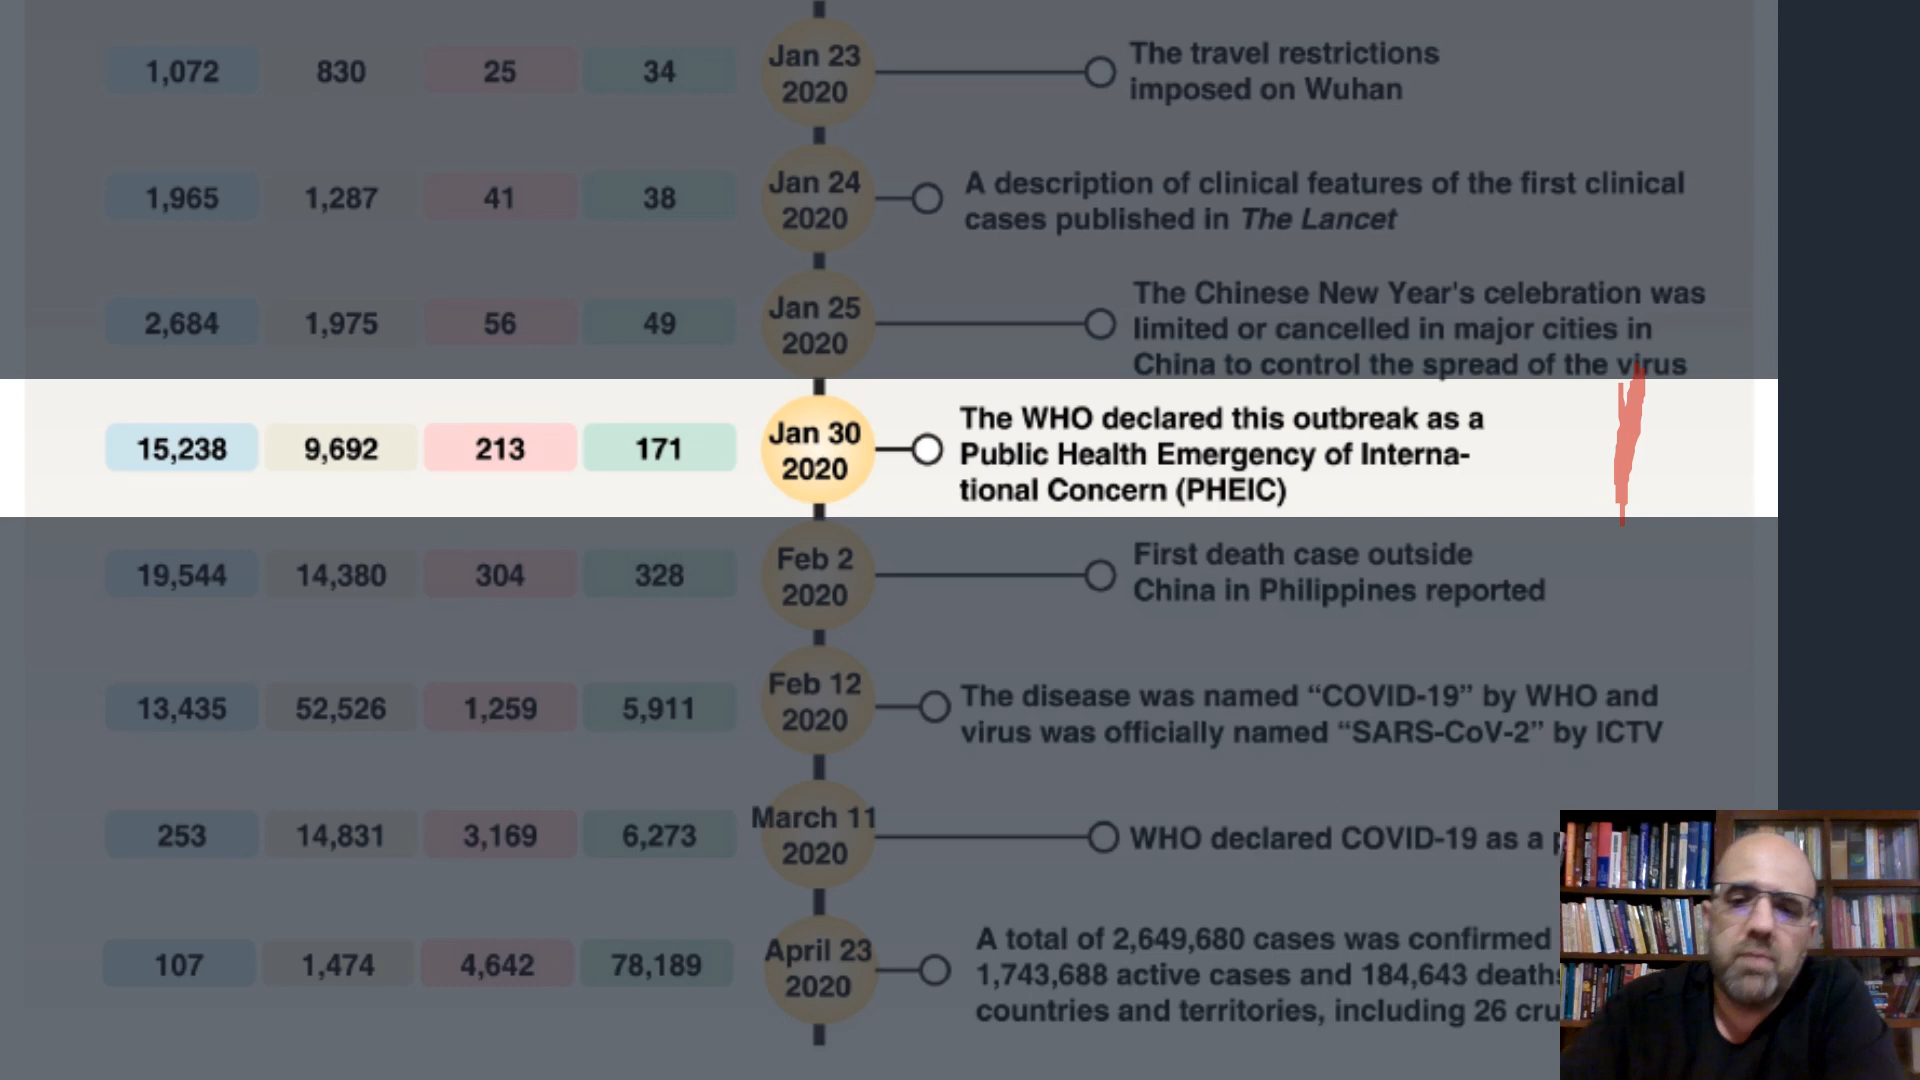 1,072 830 25 34 Jan 23
2020
The travel restrictions
imposed on Wuhan
1,965 1,287 41 38 Jan 24
2020
A description of clinical features of the first clinical
cases published in The Lancet
2,684 1,975 56 49 Jan 25
2020
The Chinese New Year's celebration was
limited or cancelled in major cities in
China to control the spread of the virus
15,238 9,692 213 171 Jan 30
2020
The WHO declared this outbreak as a
Public Health Emergency of Interna-
tional Concern (PHEIC)
19,544 14,380 304 328 Feb 2
2020
First death case outside
China in Philippines reported
13,435 52,526 1,259 5,911 Feb 12
2020
The disease was named “COVID-19” by WHO and
virus was officially named “SARS-CoV-2” by ICTV
253 14,831 3,169 6,273 March 11
2020
WHO declared COVID-19 as a
107 1,474 4,642 78,189 April 23
2020
A total of 2,649,680 cases was confirmed
1,743,688 active cases and 184,643 death
countries and territories, including 26 cru